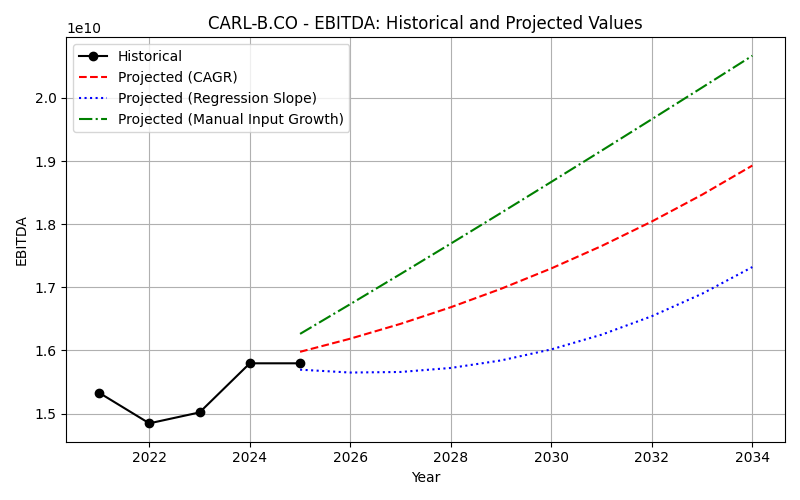 CARL-B.CO - EBITDA: Historical and Projected Values
1e10
Historical
Projected (CAGR)
Projected (Regression Slope)
Projected (Manual Input Growth)
2.0
1.9
1.8
1.7
1.6
1.5
EBITDA
2022 2024 2026 2028 2030 2032 2034
Year